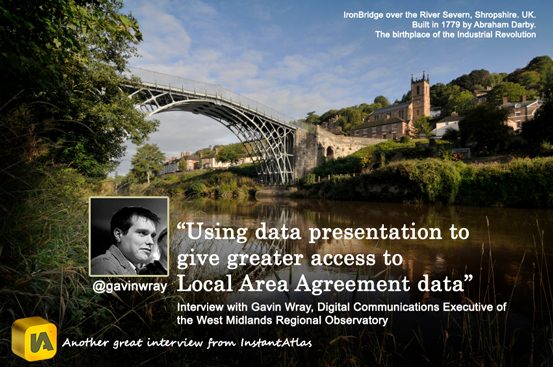 IronBridge over the River Severn, Shropshire. UK.
Built in 1779 by Abraham Darby.
The birthplace of the Industrial Revolution
“Using data presentation to
give greater access to
Local Area Agreement data”
@gavinwray
Interview with Gavin Wray, Digital Communications Executive of
the West Midlands Regional Observatory
IA
Another great interview from InstantAtlas